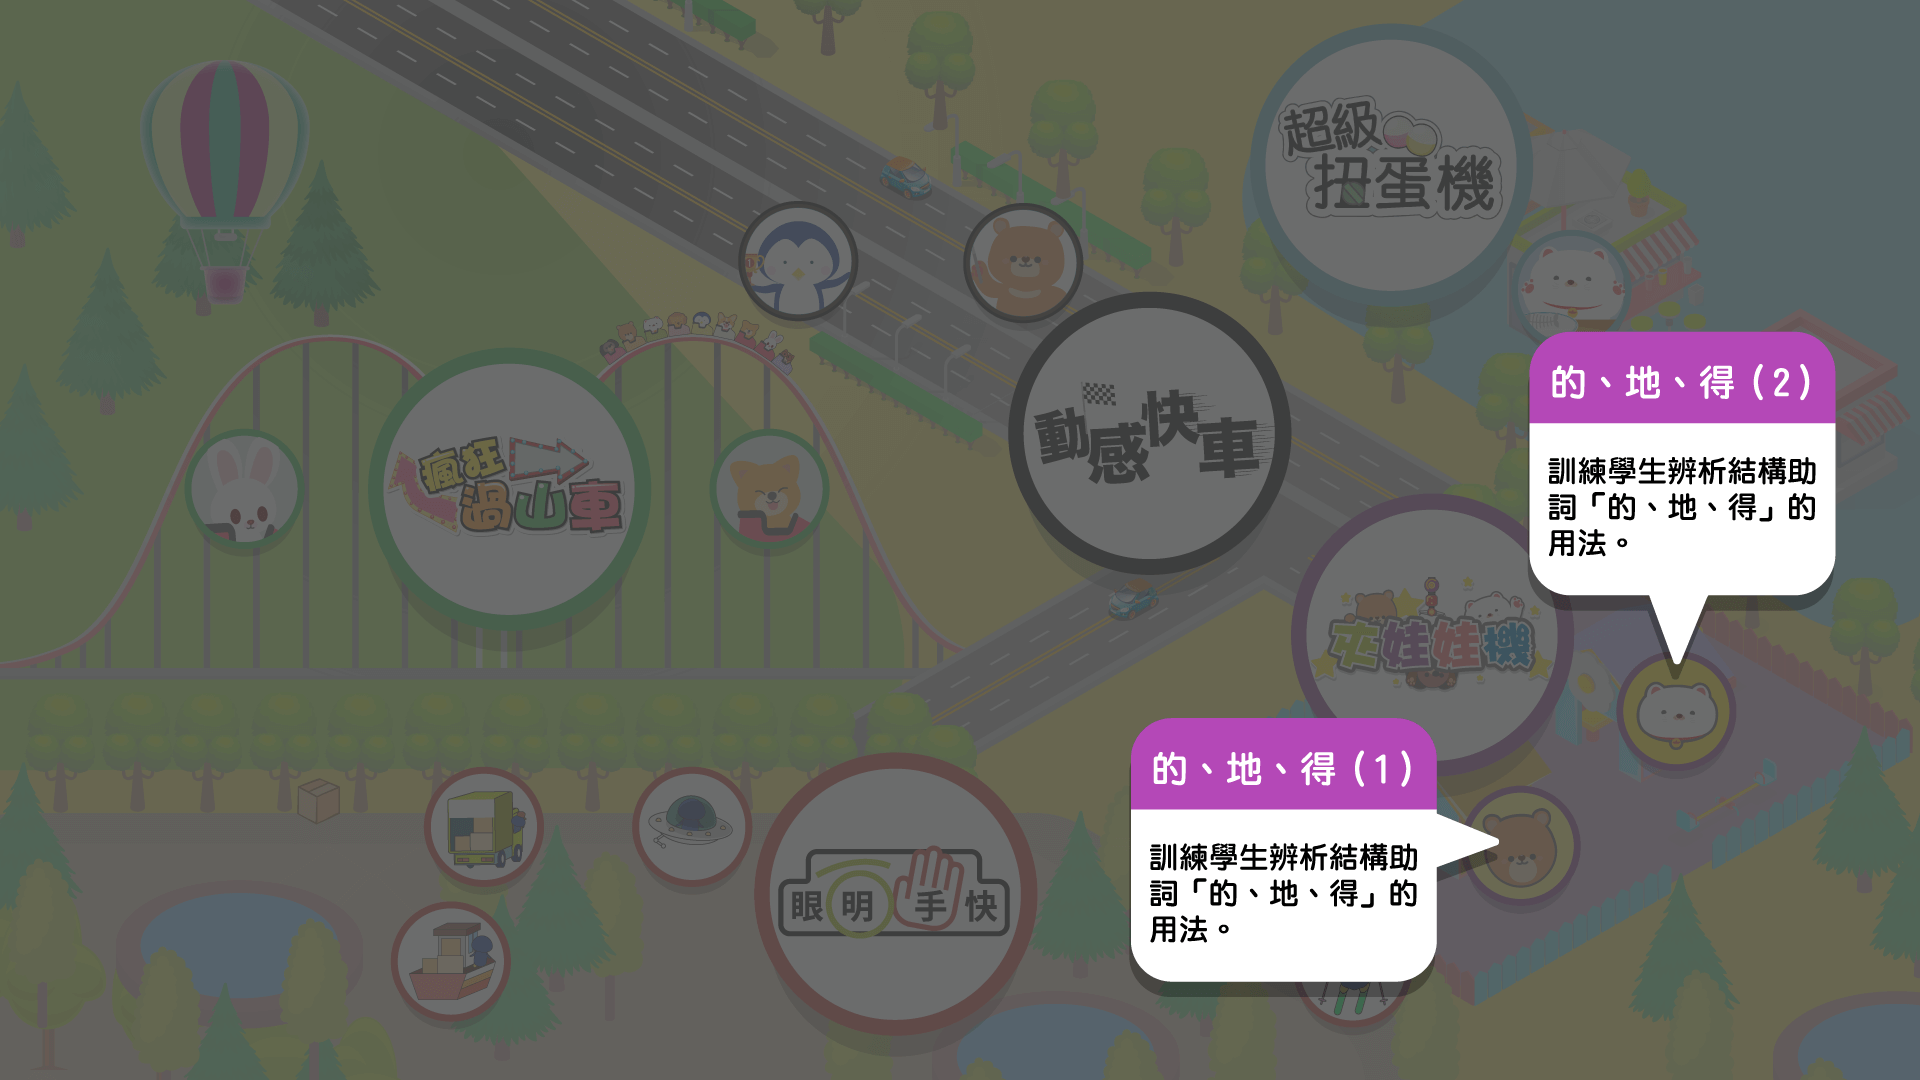 超級
扭蛋機
動感快車
瘋狂
過山車
夾娃娃機
眼明手快
的、地、得（2）
訓練學生辨析結構助
詞「的、地、得」的
用法。
的、地、得（1）
訓練學生辨析結構助
詞「的、地、得」的
用法。